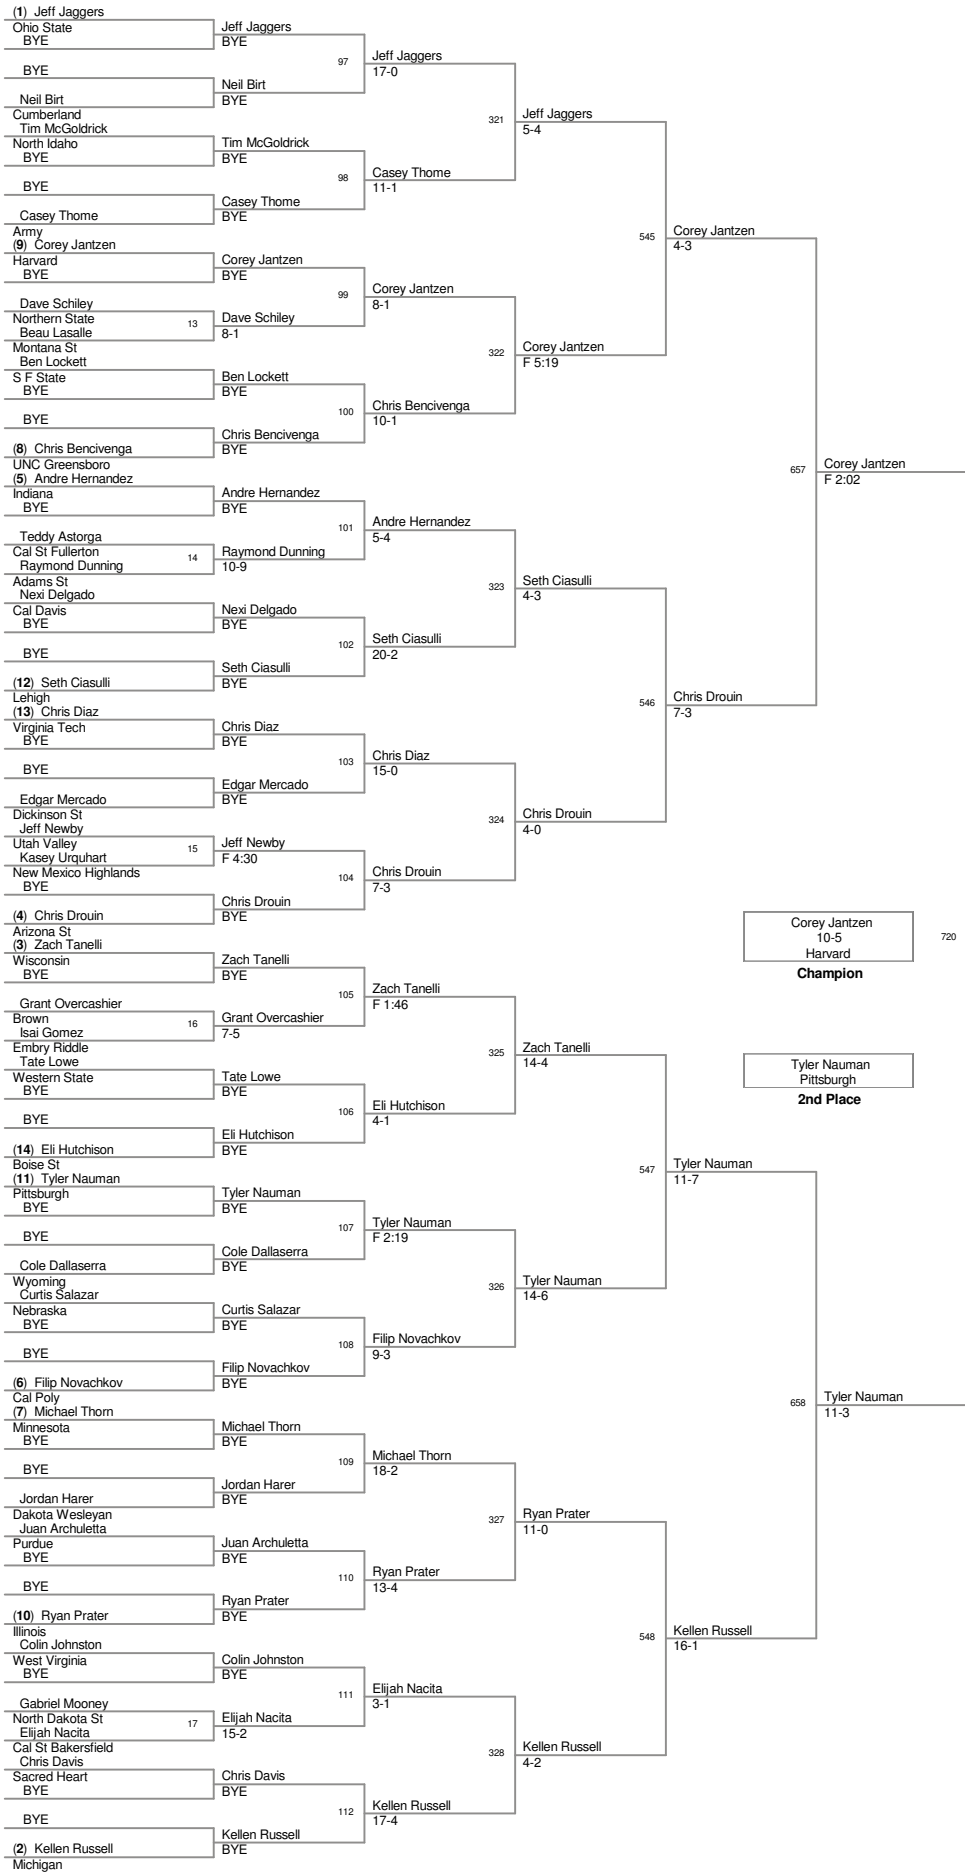 (1) Jeff Jaggers
Ohio State
BYE
BYE
Neil Birt
Cumberland
Tim McGoldrick
North Idaho
BYE
BYE
Casey Thome
Army
(9) Corey Jantzen
Harvard
BYE
Dave Schiley
Northern State
Beau Lasalle
Montana St
Ben Lockett
S F State
BYE
BYE
(8) Chris Bencivenga
UNC Greensboro
(5) Andre Hernandez
Indiana
BYE
Teddy Astorga
Cal St Fullerton
Raymond Dunning
Adams St
Nexi Delgado
Cal Davis
BYE
BYE
(12) Seth Ciasulli
Lehigh
(13) Chris Diaz
Virginia Tech
BYE
BYE
Edgar Mercado
Dickinson St
Jeff Newby
Utah Valley
Kasey Urquhart
New Mexico Highlands
BYE
(4) Chris Drouin
Arizona St
(3) Zach Tanelli
Wisconsin
BYE
Grant Overcashier
Brown
Isai Gomez
Embry Riddle
Tate Lowe
Western State
BYE
BYE
(14) Eli Hutchison
Boise St
(11) Tyler Nauman
Pittsburgh
BYE
BYE
Cole Dallaserra
Wyoming
Curtis Salazar
Nebraska
BYE
BYE
(6) Filip Novachkov
Cal Poly
(7) Michael Thorn
Minnesota
BYE
BYE
Jordan Harer
Dakota Wesleyan
Juan Archuletta
Purdue
BYE
BYE
(10) Ryan Prater
Illinois
Colin Johnston
West Virginia
BYE
Gabriel Mooney
North Dakota St
Elijah Nacita
Cal St Bakersfield
Chris Davis
Sacred Heart
BYE
BYE
(2) Kellen Russell
Michigan
13
14
15
16
17
Jeff Jaggers
BYE
Neil Birt
BYE
Tim McGoldrick
BYE
Casey Thome
BYE
Corey Jantzen
BYE
Dave Schiley
8-1
Ben Lockett
BYE
Chris Bencivenga
BYE
Andre Hernandez
BYE
Raymond Dunning
10-9
Nexi Delgado
BYE
Seth Ciasulli
BYE
Chris Diaz
BYE
Edgar Mercado
BYE
Jeff Newby
F 4:30
Chris Drouin
BYE
Zach Tanelli
BYE
Grant Overcashier
7-5
Tate Lowe
BYE
Eli Hutchison
BYE
Tyler Nauman
BYE
Cole Dallaserra
BYE
Curtis Salazar
BYE
Filip Novachkov
BYE
Michael Thorn
BYE
Jordan Harer
BYE
Juan Archuletta
BYE
Ryan Prater
BYE
Colin Johnston
BYE
Elijah Nacita
15-2
Chris Davis
BYE
Kellen Russell
BYE
97
98
99
100
101
102
103
104
105
106
107
108
109
110
111
112
Jeff Jaggers
17-0
Casey Thome
11-1
Corey Jantzen
8-1
Chris Bencivenga
10-1
Andre Hernandez
5-4
Seth Ciasulli
20-2
Chris Diaz
15-0
Chris Drouin
7-3
Zach Tanelli
F 1:46
Eli Hutchison
4-1
Tyler Nauman
F 2:19
Filip Novachkov
9-3
Michael Thorn
18-2
Ryan Prater
13-4
Elijah Nacita
3-1
Kellen Russell
17-4
321
322
323
324
325
326
327
328
Jeff Jaggers
5-4
Corey Jantzen
F 5:19
Seth Ciasulli
4-3
Chris Drouin
4-0
Zach Tanelli
14-4
Tyler Nauman
14-6
Ryan Prater
11-0
Kellen Russell
4-2
545
546
547
548
Corey Jantzen
4-3
Chris Drouin
7-3
Tyler Nauman
11-7
Kellen Russell
16-1
657
658
Corey Jantzen
F 2:02
Tyler Nauman
11-3
Corey Jantzen
10-5
Harvard
Champion
720
Tyler Nauman
Pittsburgh
2nd Place